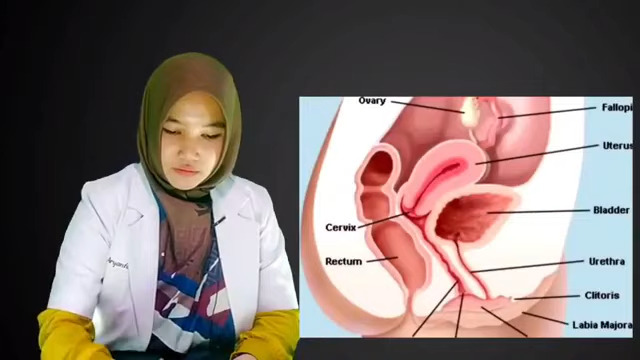 Ovary
Fallopi
Uterus
Bladder
Cervix
Rectum
Urethra
Clitoris
Labia Majora